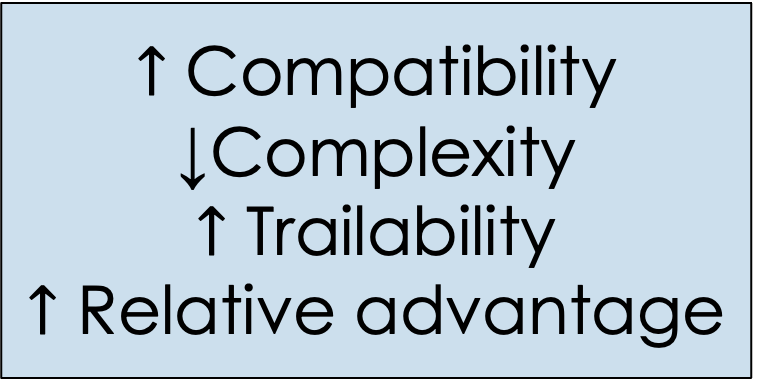 ↑ Compatibility
↓Complexity
↑ Trailability
↑ Relative advantage